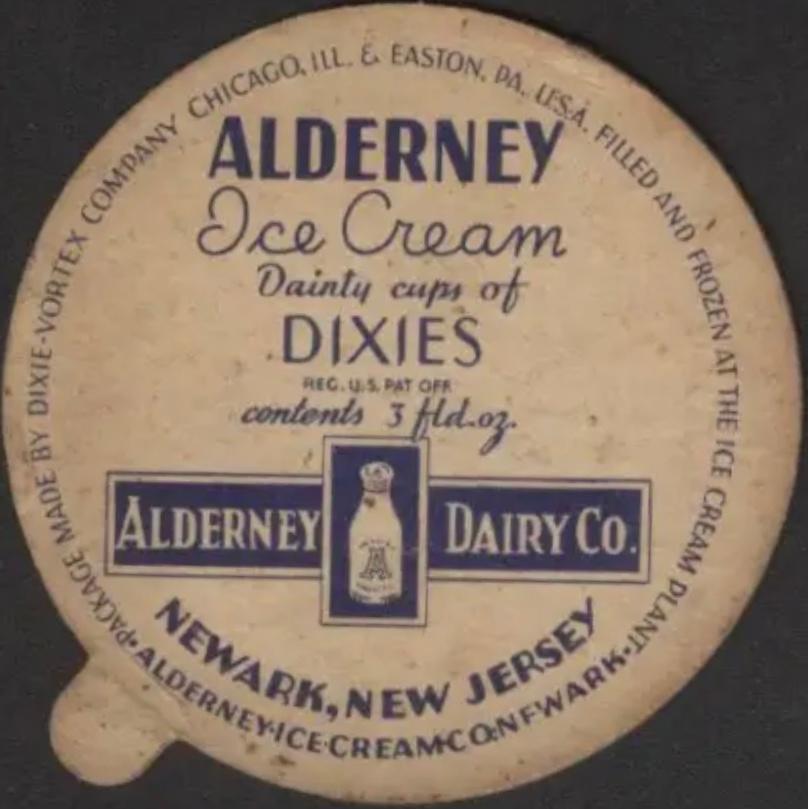 PACKAGE MADE BY DIXIE-VORTEX COMPANY CHICAGO, ILL. & EASTON, PA. U.S.A. FILLED AND FROZEN AT THE ICE CREAM PLANT·
ALDERNEY
Ice Cream
Dainty cups of
DIXIES
REG. U.S. PAT OFF.
contents 3 fld.oz.
ALDERNEY DAIRY CO.
A
NEWARK, NEW JERSEY
·ALDERNEY·ICE·CREAM·CO·NEWARK·